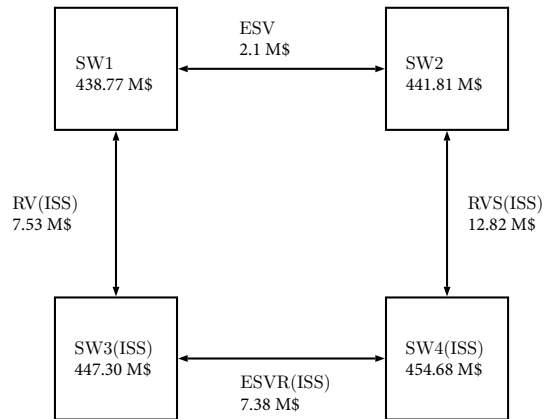 ESV
2.1 M$
SW1
438.77 M$
SW2
441.81 M$
RV(ISS)
7.53 M$
RVS(ISS)
12.82 M$
SW3(ISS)
447.30 M$
SW4(ISS)
454.68 M$
ESVR(ISS)
7.38 M$